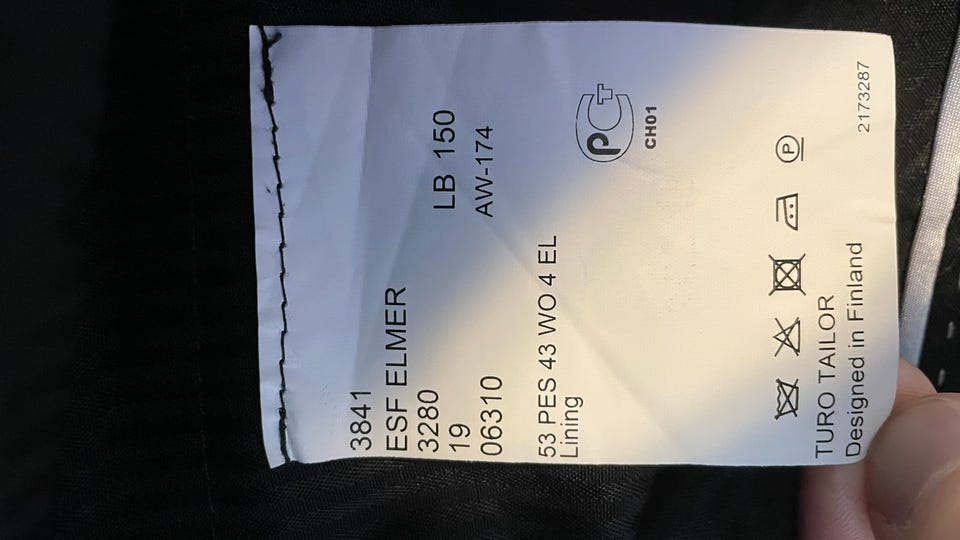 3841
ESF ELMER
3280 LB 150
19
06310 AW-174
53 PES 43 WO 4 EL
Lining
РСТ
CH01
P
TURO TAILOR
Designed in Finland
2173287